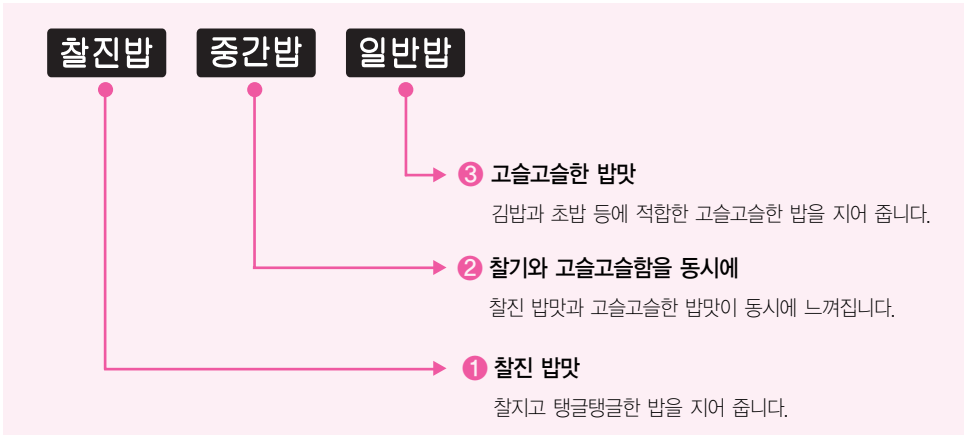 찰진밥 중간밥 일반밥
❸ 고슬고슬한 밥맛
김밥과 초밥 등에 적합한 고슬고슬한 밥을 지어 줍니다.
❷ 찰기와 고슬고슬함을 동시에
찰진 밥맛과 고슬고슬한 밥맛이 동시에 느껴집니다.
❶ 찰진 밥맛
찰지고 탱글탱글한 밥을 지어 줍니다.